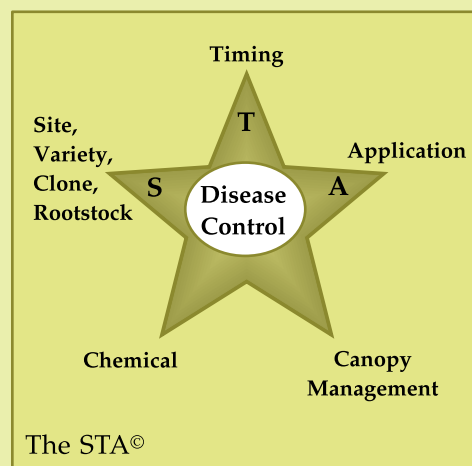 Timing
Site,
Variety,
Clone,
Rootstock
T
S
A
Application
Disease
Control
Chemical
Canopy
Management
The STA©